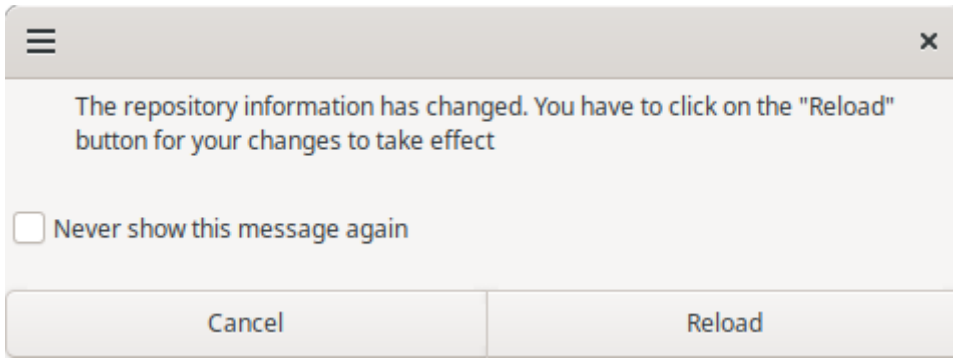 The repository information has changed. You have to click on the "Reload"
button for your changes to take effect
Never show this message again
Cancel
Reload